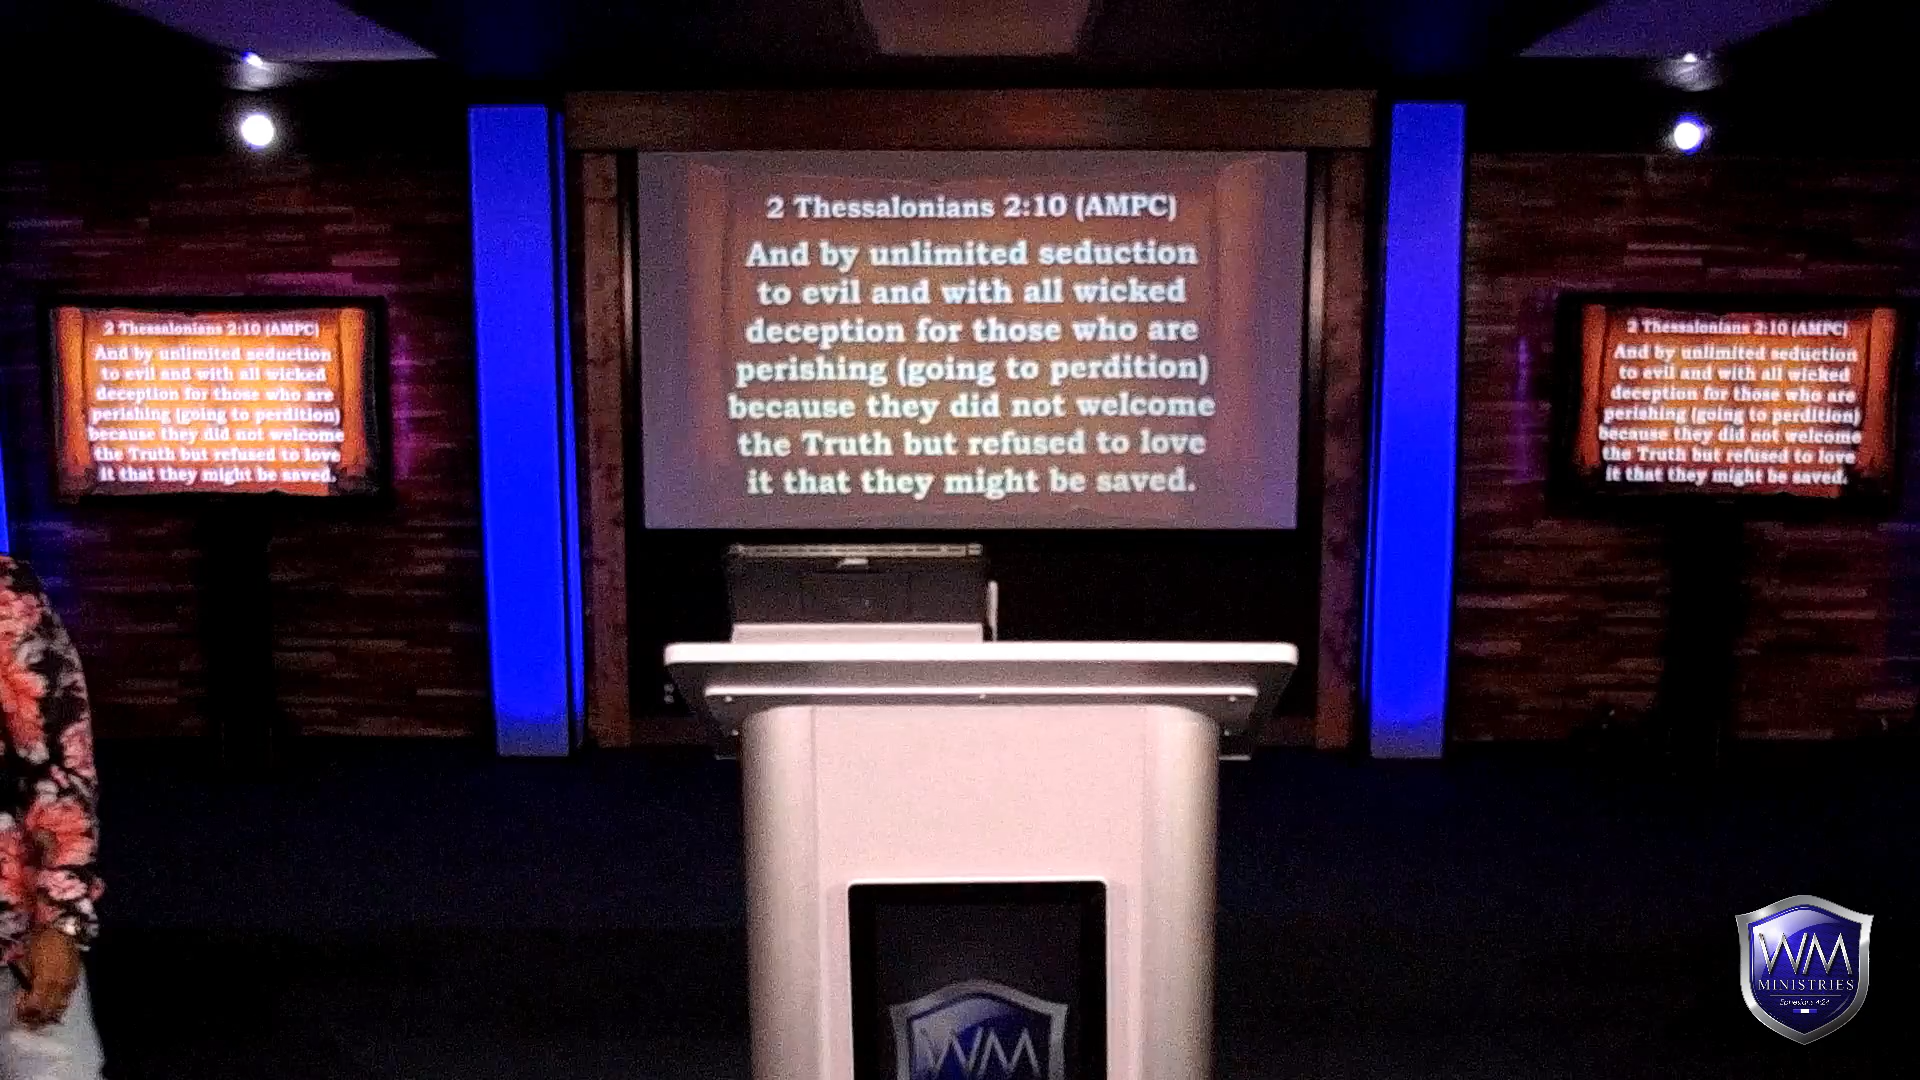 2 Thessalonians 2:10 (AMPC)
And by unlimited seduction
to evil and with all wicked
deception for those who are
perishing (going to perdition)
because they did not welcome
the Truth but refused to love
it that they might be saved.
2 Thessalonians 2:10 (AMPC)
And by unlimited seduction
to evil and with all wicked
deception for those who are
perishing (going to perdition)
because they did not welcome
the Truth but refused to love
it that they might be saved.
2 Thessalonians 2:10 (AMPC)
And by unlimited seduction
to evil and with all wicked
deception for those who are
perishing (going to perdition)
because they did not welcome
the Truth but refused to love
it that they might be saved.
WM
MINISTRIES
Ephesians 4:24
WM